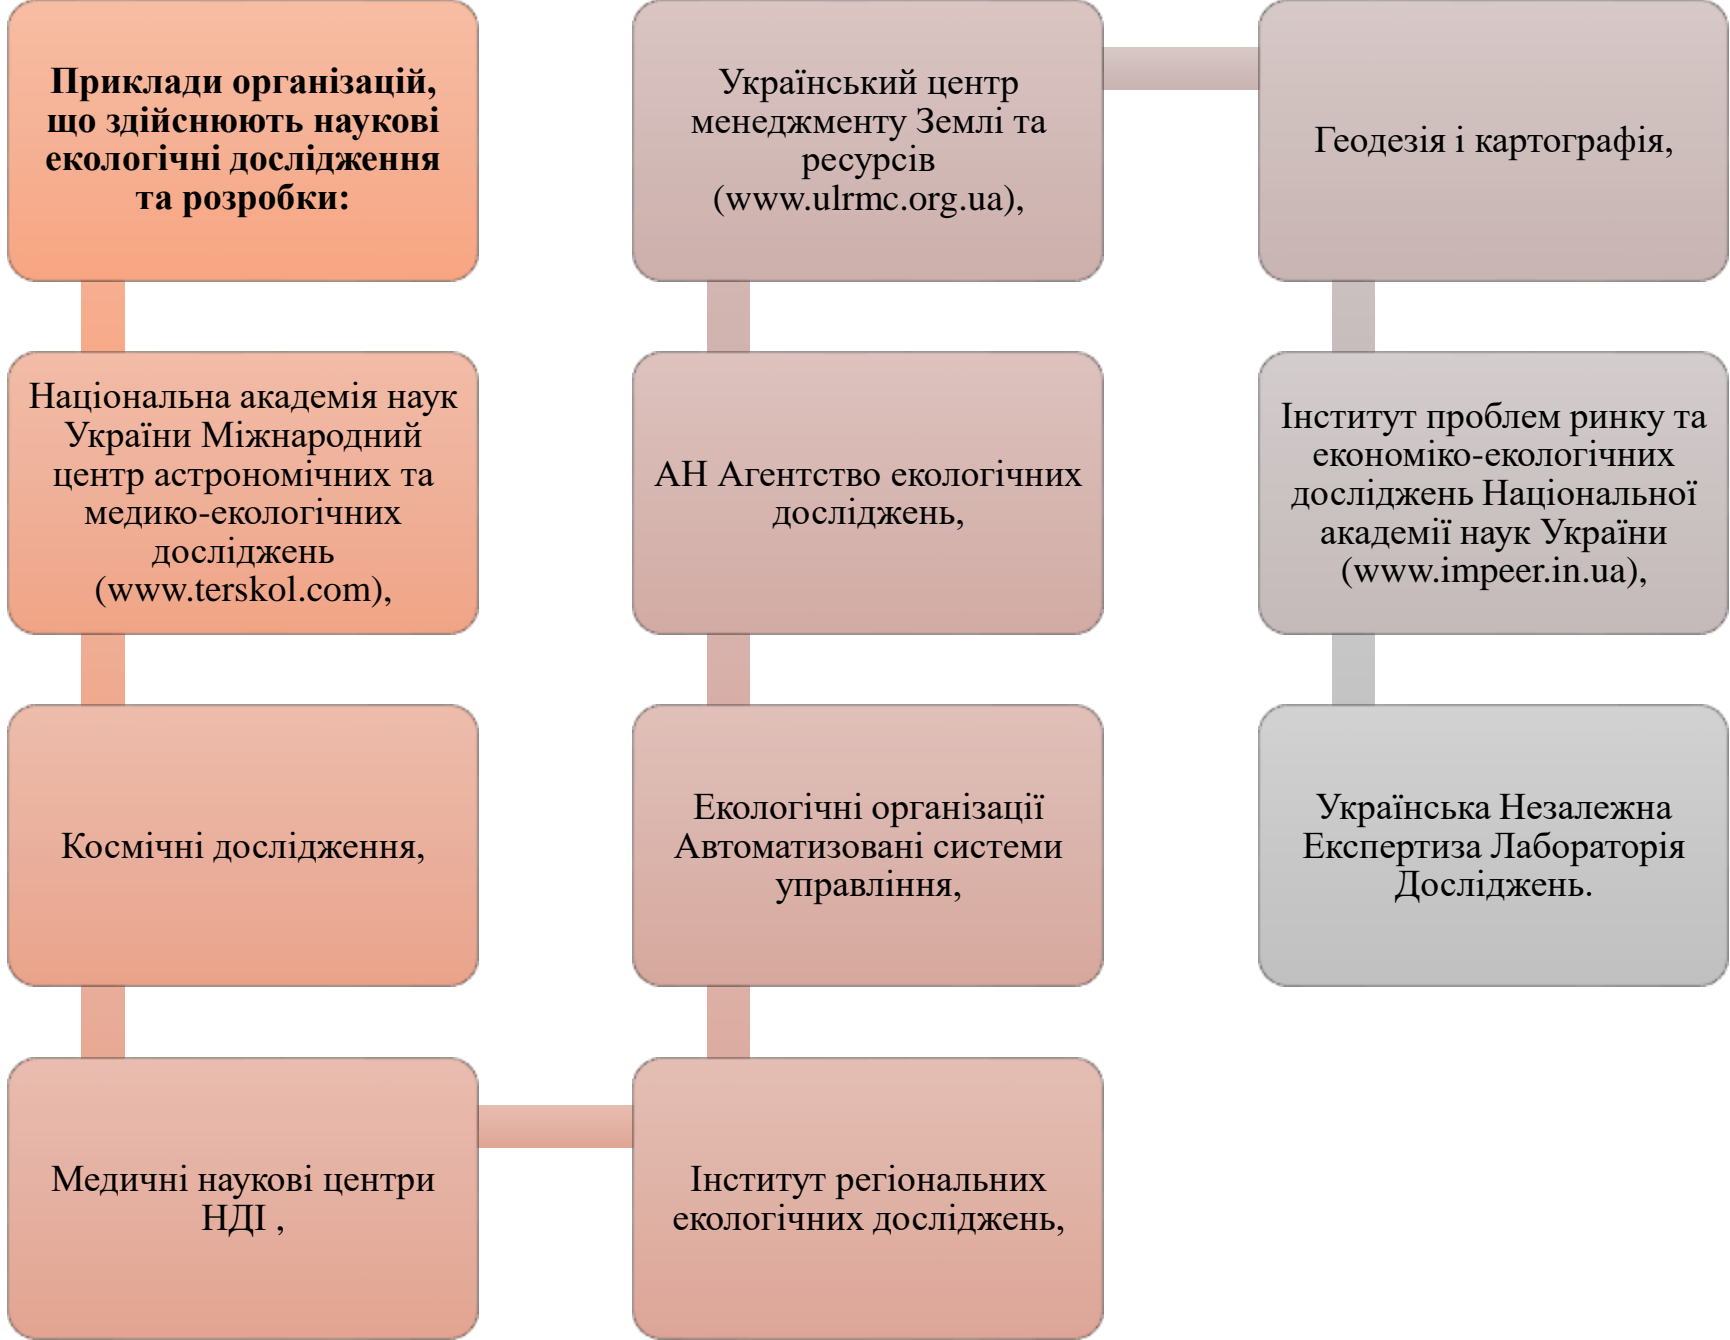 Приклади організацій,
що здійснюють наукові
екологічні дослідження
та розробки:
Національна академія наук
України Міжнародний
центр астрономічних та
медико-екологічних
досліджень
(www.terskol.com),
Космічні дослідження,
Медичні наукові центри
НДІ ,
Інститут регіональних
екологічних досліджень,
Екологічні організації
Автоматизовані системи
управління,
АН Агентство екологічних
досліджень,
Український центр
менеджменту Землі та
ресурсів
(www.ulrmc.org.ua),
Геодезія і картографія,
Інститут проблем ринку та
економіко-екологічних
досліджень Національної
академії наук України
(www.impeer.in.ua),
Українська Незалежна
Експертиза Лабораторія
Досліджень.